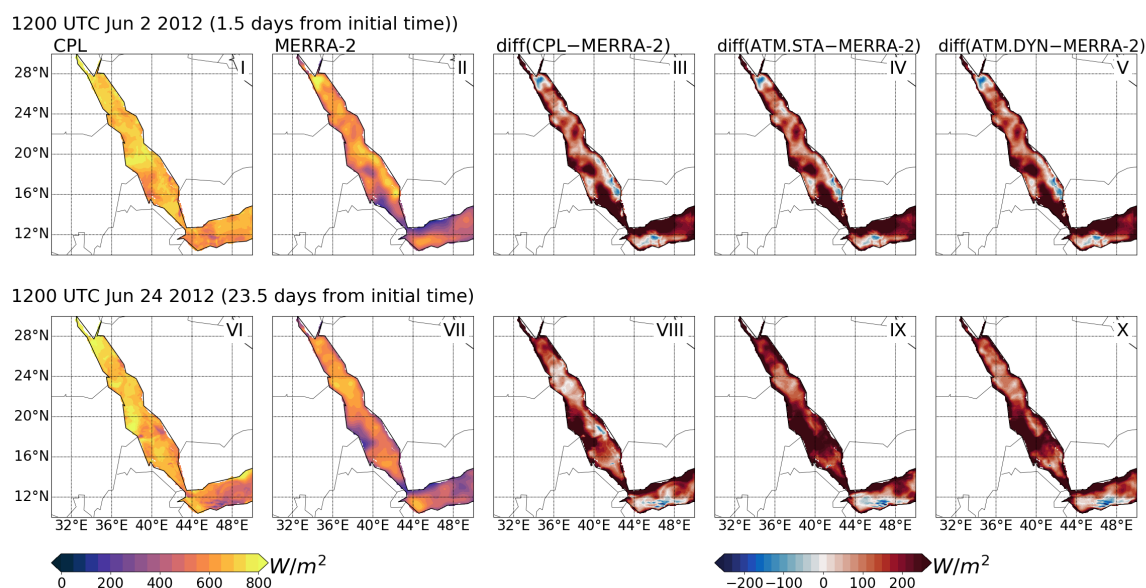 1200 UTC Jun 2 2012 (1.5 days from initial time))
CPL MERRA-2 diff(CPL−MERRA-2) diff(ATM.STA−MERRA-2) diff(ATM.DYN−MERRA-2)
I II III IV V
28°N
24°N
20°N
16°N
12°N
1200 UTC Jun 24 2012 (23.5 days from initial time)
VI VII VIII IX X
28°N
24°N
20°N
16°N
12°N
32°E 36°E 40°E 44°E 48°E 32°E 36°E 40°E 44°E 48°E 32°E 36°E 40°E 44°E 48°E 32°E 36°E 40°E 44°E 48°E 32°E 36°E 40°E 44°E 48°E
W/m² W/m²
0 200 400 600 800 −200 −100 0 100 200